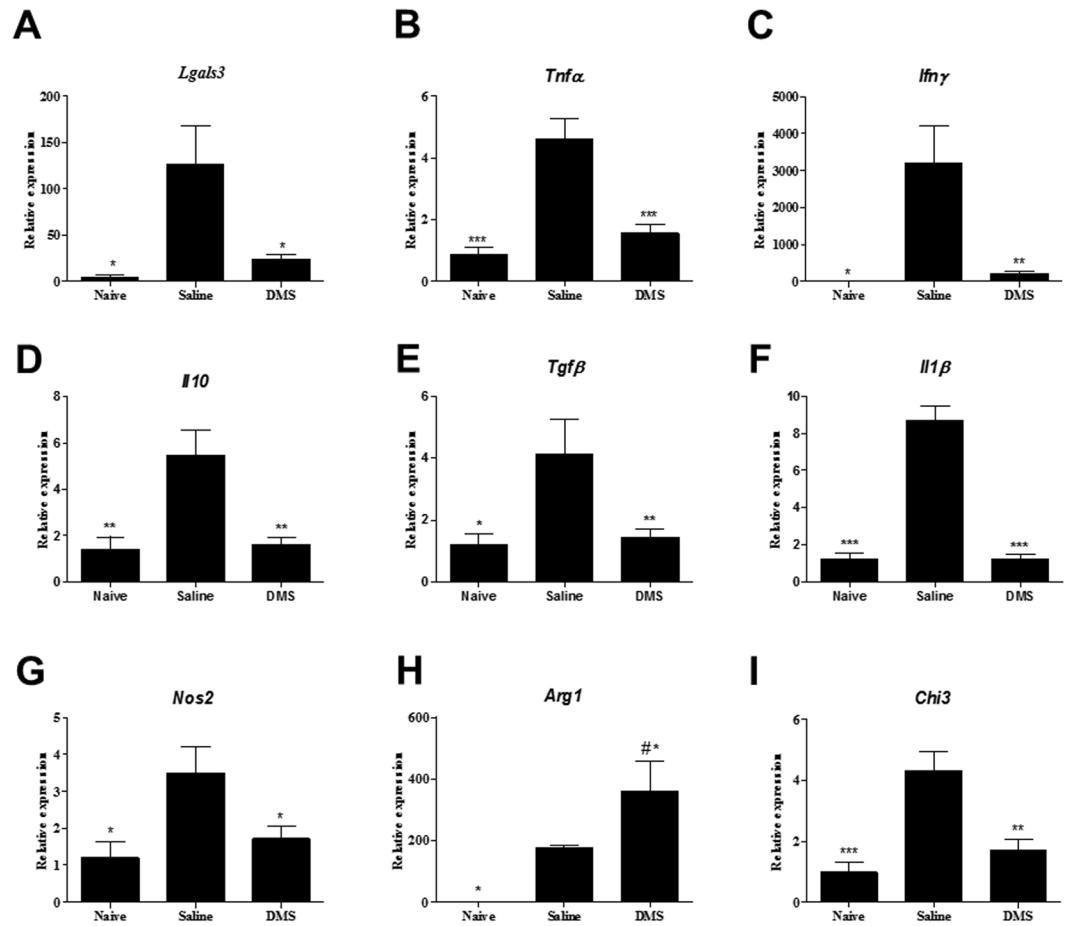 A
B
C
Lgals3
Tnfα
Ifnγ
Relative expression
200
150
100
50
0
*
*
Naive Saline DMS
Relative expression
6
4
2
0
***
***
Naive Saline DMS
Relative expression
5000
4000
3000
2000
1000
0
*
**
Naive Saline DMS
D
E
F
Il10
Tgfβ
Il1β
Relative expression
8
6
4
2
0
**
**
Naive Saline DMS
Relative expression
6
4
2
0
*
**
Naive Saline DMS
Relative expression
10
8
6
4
2
0
***
***
Naive Saline DMS
G
H
I
Nos2
Arg1
Chi3
Relative expression
5
4
3
2
1
0
*
*
Naive Saline DMS
Relative expression
600
400
200
0
*
#*
Naive Saline DMS
Relative expression
6
4
2
0
***
**
Naive Saline DMS